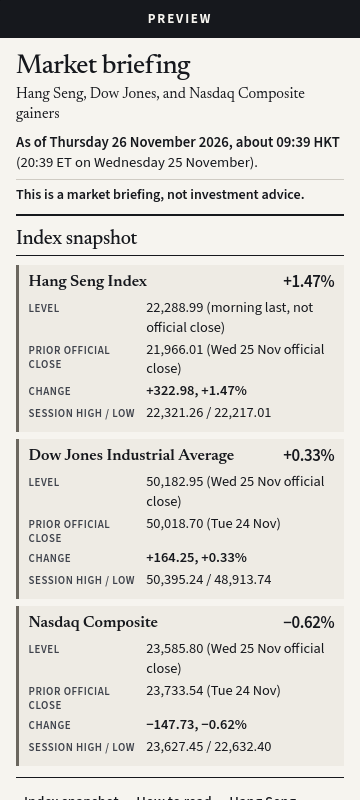 PREVIEW
Market briefing
Hang Seng, Dow Jones, and Nasdaq Composite
gainers
As of Thursday 26 November 2026, about 09:39 HKT
(20:39 ET on Wednesday 25 November).
This is a market briefing, not investment advice.
Index snapshot
Hang Seng Index +1.47%
LEVEL 22,288.99 (morning last, not
official close)
PRIOR OFFICIAL 21,966.01 (Wed 25 Nov official
CLOSE close)
CHANGE +322.98, +1.47%
SESSION HIGH / LOW 22,321.26 / 22,217.01
Dow Jones Industrial Average +0.33%
LEVEL 50,182.95 (Wed 25 Nov official
close)
PRIOR OFFICIAL 50,018.70 (Tue 24 Nov)
CLOSE
CHANGE +164.25, +0.33%
SESSION HIGH / LOW 50,395.24 / 48,913.74
Nasdaq Composite −0.62%
LEVEL 23,585.80 (Wed 25 Nov official
close)
PRIOR OFFICIAL 23,733.54 (Tue 24 Nov)
CLOSE
CHANGE −147.73, −0.62%
SESSION HIGH / LOW 23,627.45 / 22,632.40
Index snapshot How to read Hang Seng